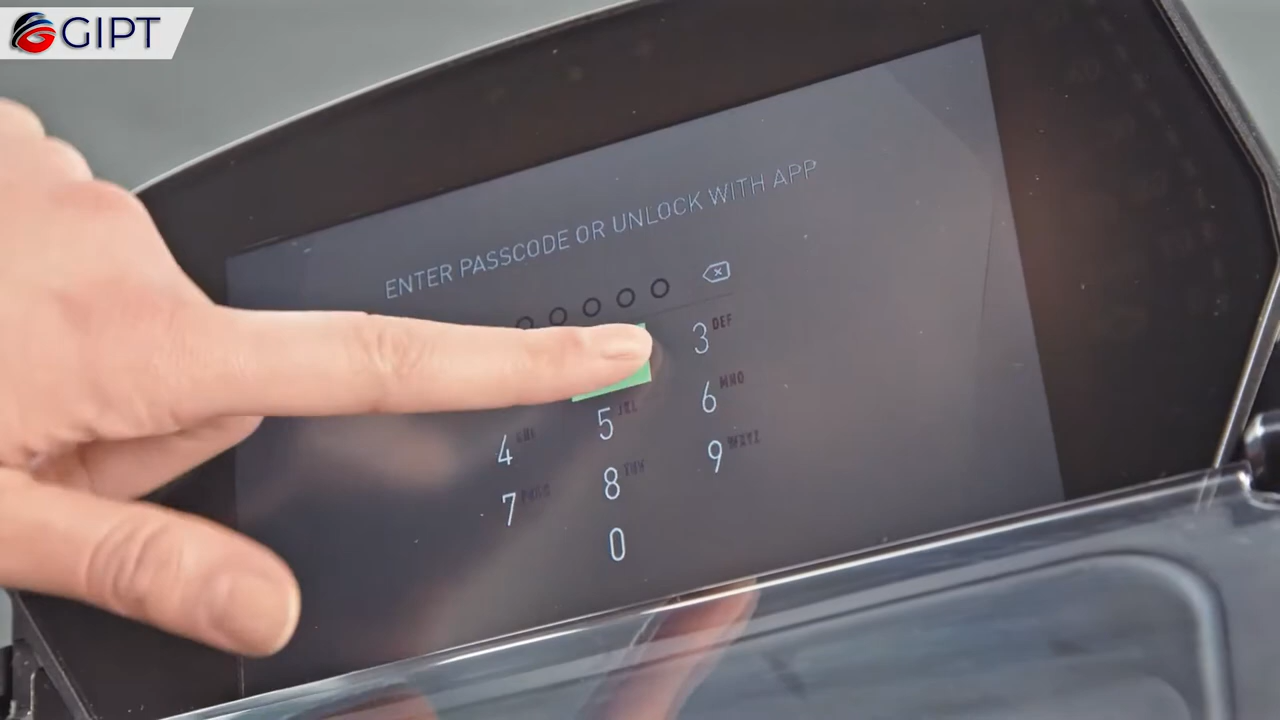 GIPT
ENTER PASSCODE OR UNLOCK WITH APP
3 DEF
4 GHI 5 JKL 6 MNO
7 PQRS 8 TUV 9 WXYZ
0